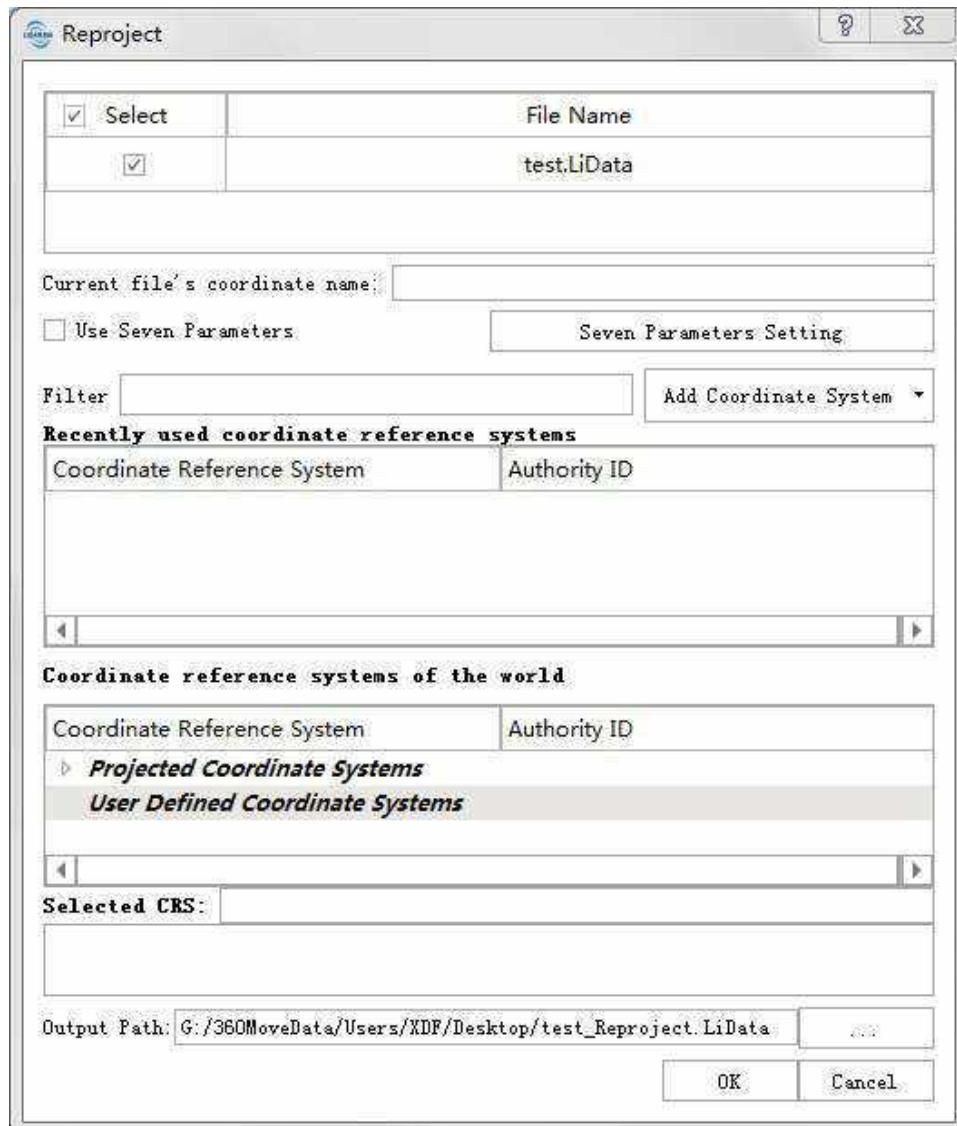 Reproject
Select File Name
test.LiData
Current file's coordinate name:
Use Seven Parameters Seven Parameters Setting
Filter Add Coordinate System
Recently used coordinate reference systems
Coordinate Reference System Authority ID
Coordinate reference systems of the world
Coordinate Reference System Authority ID
Projected Coordinate Systems
User Defined Coordinate Systems
Selected CRS:
Output Path: G:/360MoveData/Users/XDF/Desktop/test_Reproject.LiData ...
OK Cancel